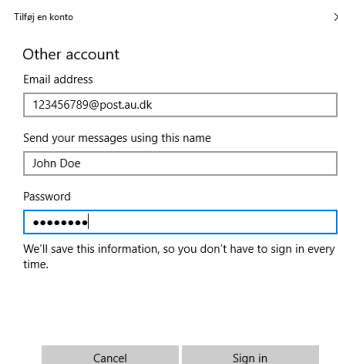 Tilføj en konto
Other account
Email address
123456789@post.au.dk
Send your messages using this name
John Doe
Password
●●●●●●●●
We'll save this information, so you don't have to sign in every
time.
Cancel Sign in